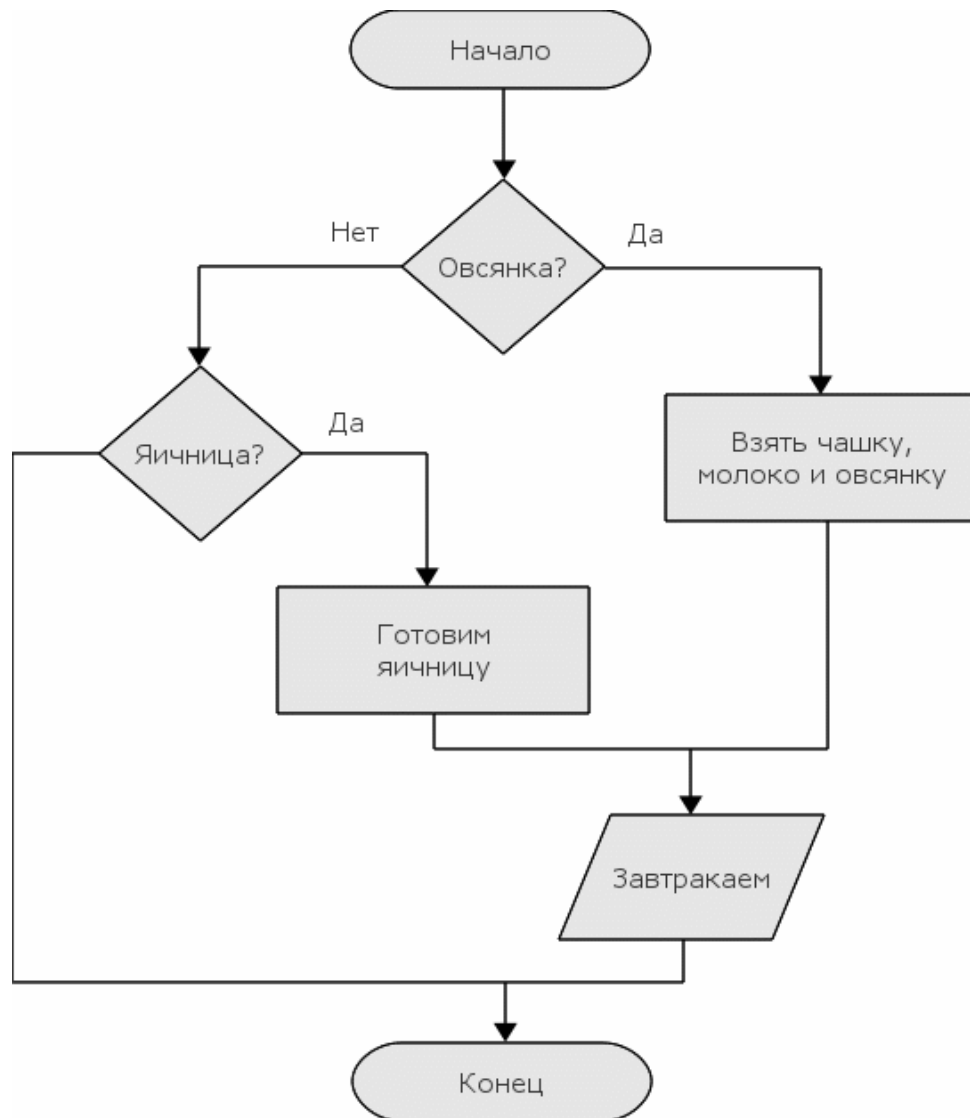 Начало
Нет
Да
Овсянка?
Яичница?
Да
Взять чашку,
молоко и овсянку
Готовим
яичницу
Завтракаем
Конец